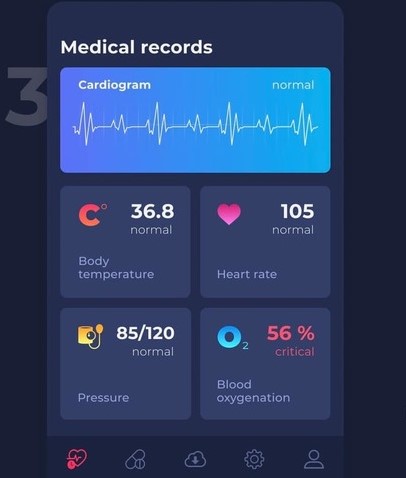 Medical records
3
Cardiogram
normal
C°
36.8
normal
Body
temperature
105
normal
Heart rate
85/120
normal
Pressure
O2
56 %
critical
Blood
oxygenation